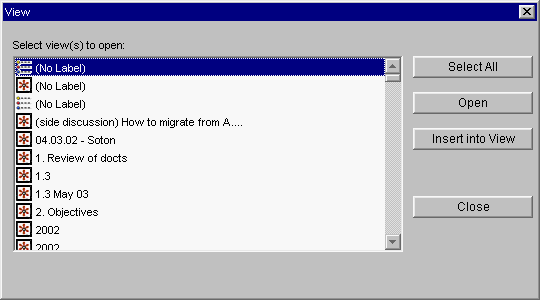 View
Select view(s) to open:
(No Label)
(No Label)
(No Label)
(side discussion) How to migrate from A....
04.03.02 - Soton
1. Review of docts
1.3
1.3 May 03
2. Objectives
2002
2002
Select All
Open
Insert into View
Close